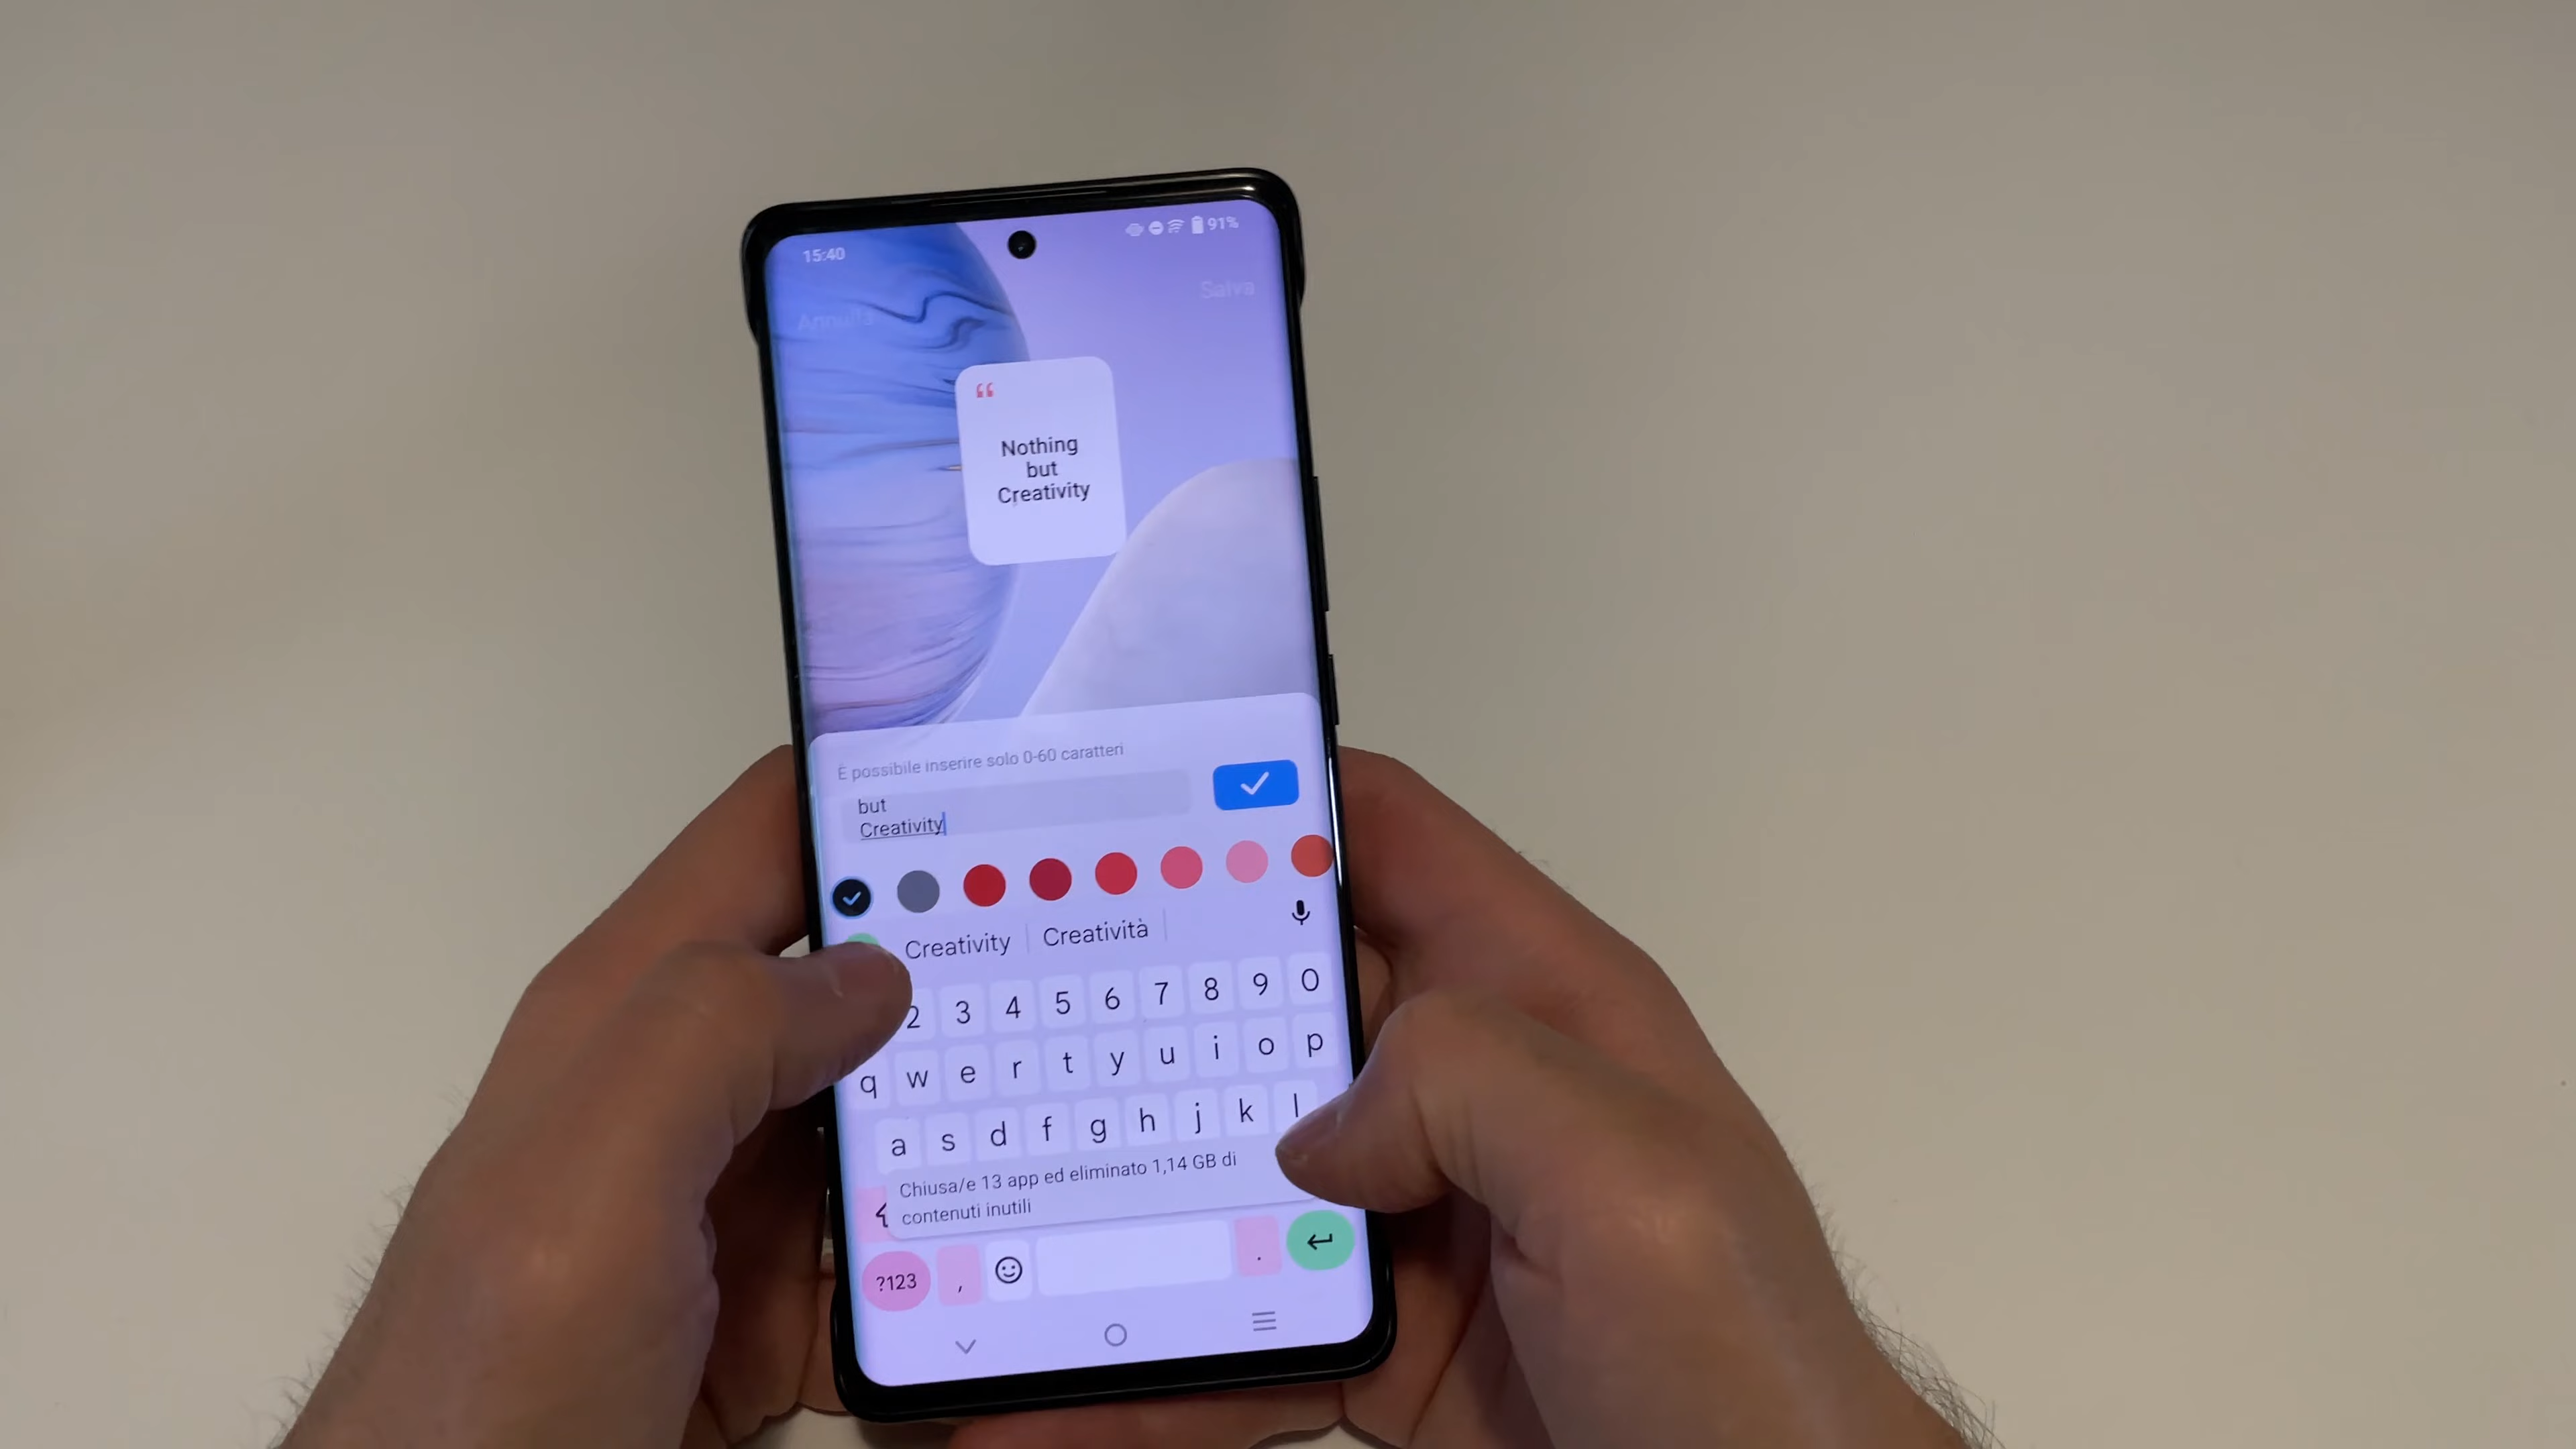 15:40
91%
Annulla
Salva
“
Nothing
but
Creativity
È possibile inserire solo 0-60 caratteri
but
Creativity
Creativity Creatività
2 3 4 5 6 7 8 9 0
q w e r t y u i o p
a s d f g h j k l
Chiusa/e 13 app ed eliminato 1,14 GB di
contenuti inutili
?123 , .